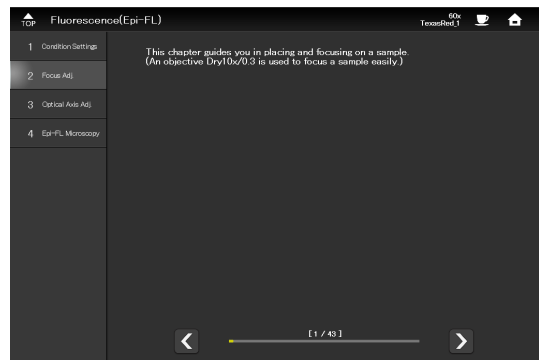 TOP
Fluorescence(Epi-FL)
60x
TexasRed_1
1 Condition Settings
2 Focus Adj.
3 Optical Axis Adj.
4 Epi-FL Microscopy
This chapter guides you in placing and focusing on a sample.
(An objective Dry10x/0.3 is used to focus a sample easily.)
[ 1 / 43 ]